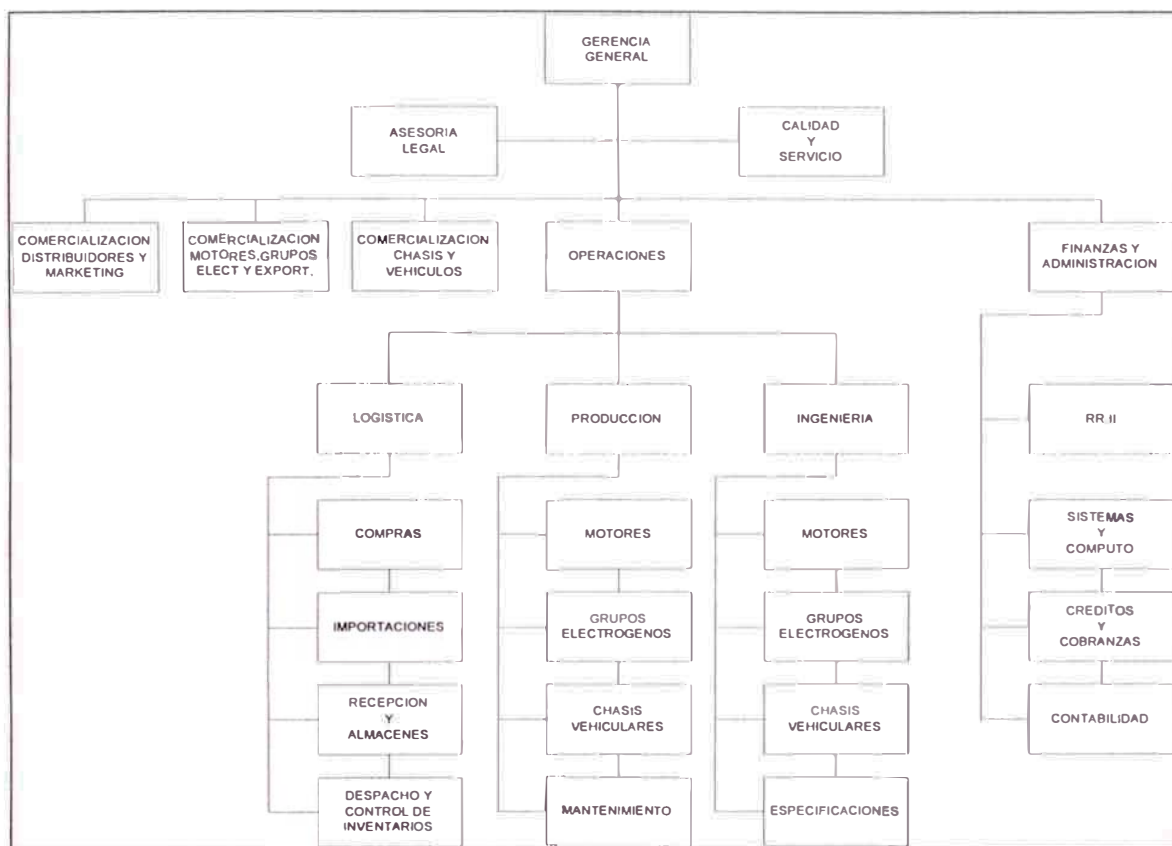 GERENCIA
GENERAL
ASESORIA
LEGAL
CALIDAD
Y
SERVICIO
COMERCIALIZACION
DISTRIBUIDORES Y
MARKETING
COMERCIALIZACION
MOTORES,GRUPOS
ELECT Y EXPORT.
COMERCIALIZACION
CHASIS Y
VEHICULOS
OPERACIONES
FINANZAS Y
ADMINISTRACION
LOGISTICA
PRODUCCION
INGENIERIA
COMPRAS
MOTORES
MOTORES
SISTEMAS
Y
COMPUTO
IMPORTACIONES
GRUPOS
ELECTROGENOS
GRUPOS
ELECTROGENOS
CREDITOS
Y
COBRANZAS
RECEPCION
Y
ALMACENES
CHASIS
VEHICULARES
CHASIS
VEHICULARES
CONTABILIDAD
DESPACHO Y
CONTROL DE
INVENTARIOS
MANTENIMIENTO
ESPECIFICACIONES